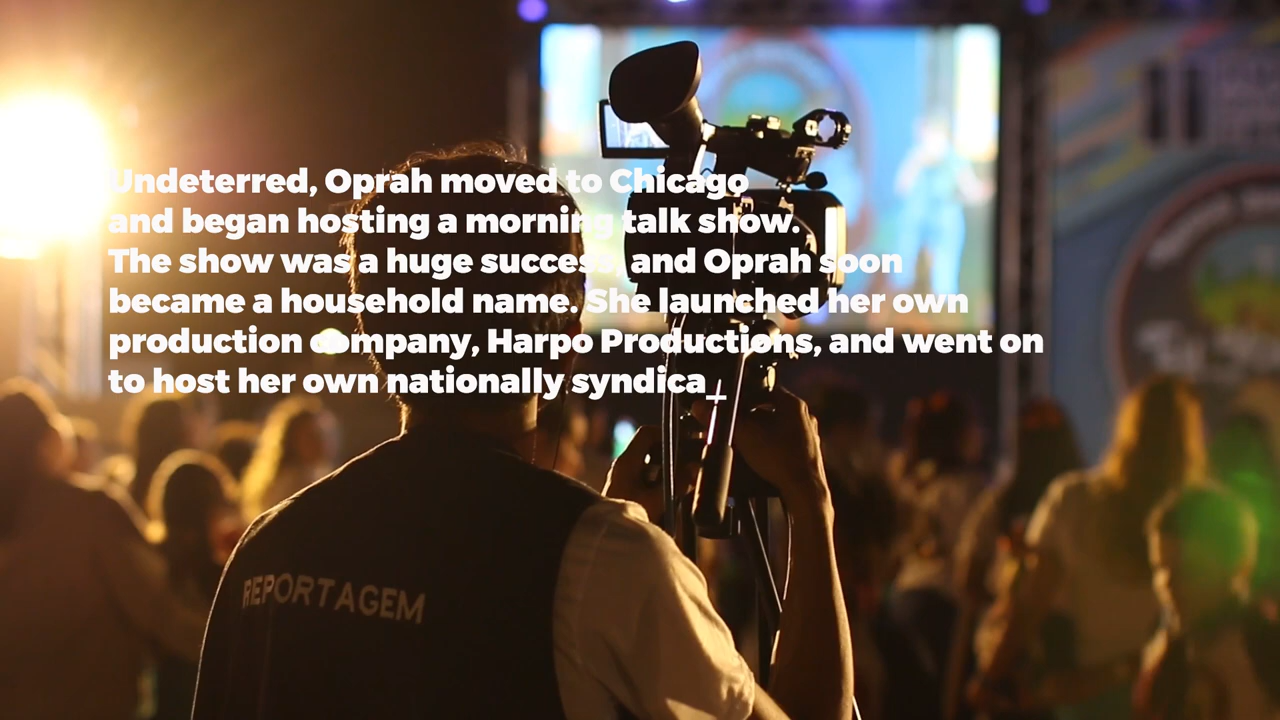 Undeterred, Oprah moved to Chicago
and began hosting a morning talk show.
The show was a huge success, and Oprah soon
became a household name. She launched her own
production company, Harpo Productions, and went on
to host her own nationally syndica_
REPORTAGEM